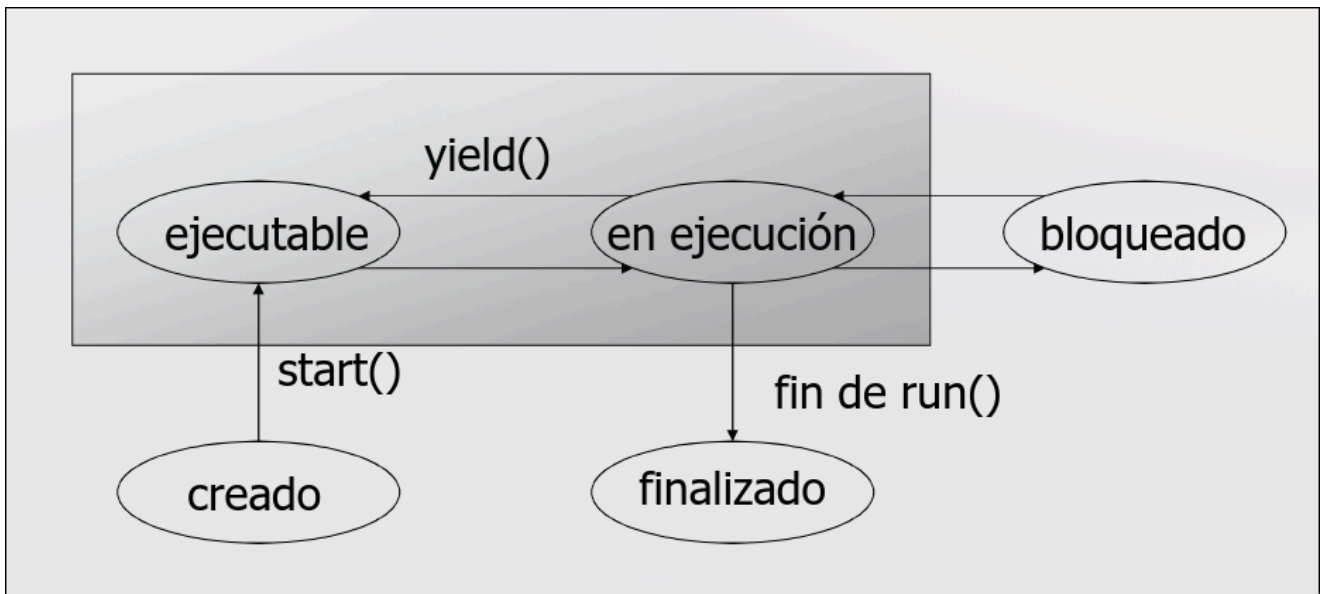 yield()
ejecutable
en ejecución
bloqueado
start()
fin de run()
creado
finalizado